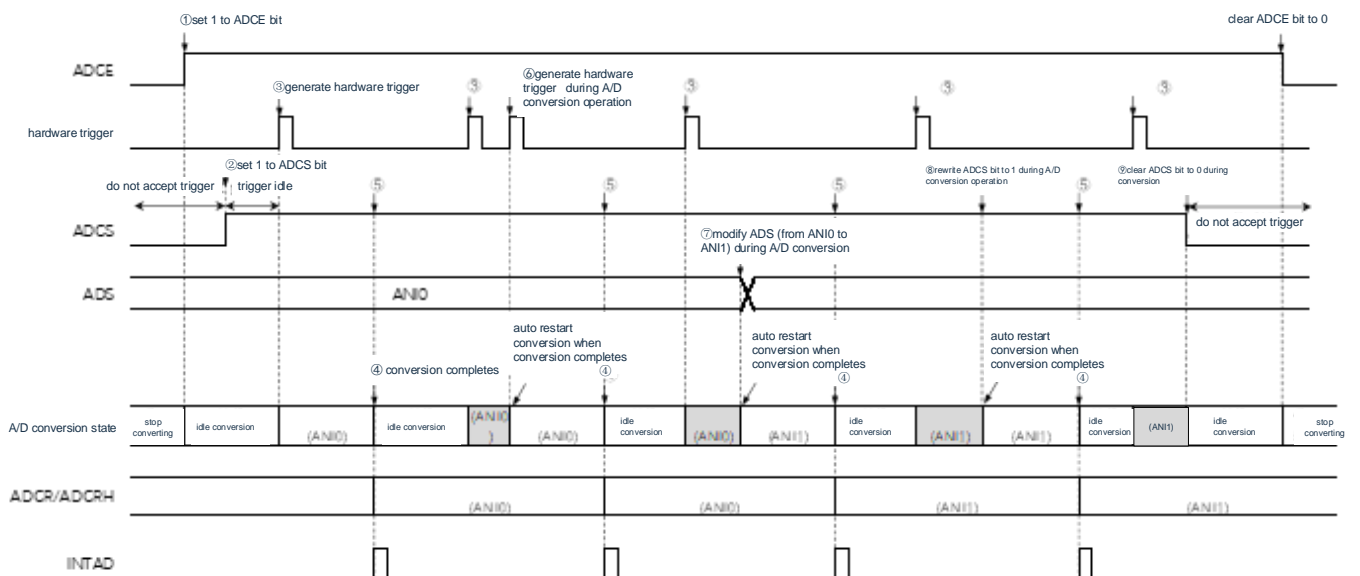 ①set 1 to ADCE bit
clear ADCE bit to 0
ADCE
③generate hardware trigger
③
⑥generate hardware
trigger during A/D
conversion operation
③
③
③
hardware trigger
②set 1 to ADCS bit
do not accept trigger
trigger idle
⑤
⑤
⑤
⑧rewrite ADCS bit to 1 during A/D
conversion operation
⑤
⑨clear ADCS bit to 0 during
conversion
ADCS
do not accept trigger
⑦modify ADS (from ANI0 to
ANI1) during A/D conversion
ADS
ANI0
④ conversion completes
auto restart
conversion when
conversion completes
④
auto restart
conversion when
conversion completes
④
auto restart
conversion when
conversion completes
④
A/D conversion state
stop
converting
idle conversion
(ANI0)
idle conversion
(ANI0
)
(ANI0)
idle
conversion
(ANI0)
(ANI1)
idle
conversion
(ANI1)
(ANI1)
idle
conversion
(ANI1)
idle
conversion
stop
converting
ADCR/ADCRH
(ANI0)
(ANI0)
(ANI1)
(ANI1)
INTAD